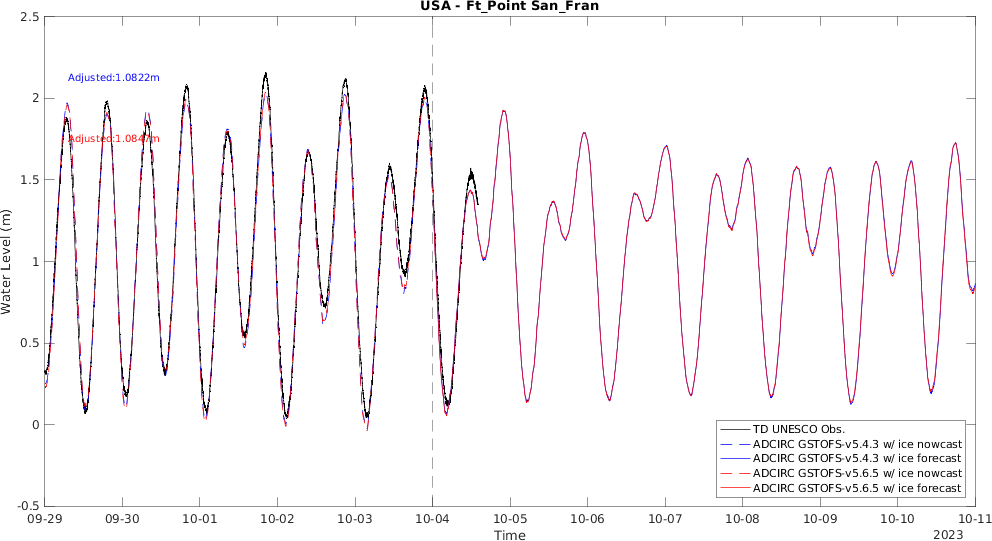 USA - Ft_Point San_Fran
2.5
2
1.5
1
0.5
0
-0.5
Water Level (m)
Adjusted:1.0822m
Adjusted:1.0847m
TD UNESCO Obs.
ADCIRC GSTOFS-v5.4.3 w/ ice nowcast
ADCIRC GSTOFS-v5.4.3 w/ ice forecast
ADCIRC GSTOFS-v5.6.5 w/ ice nowcast
ADCIRC GSTOFS-v5.6.5 w/ ice forecast
09-29 09-30 10-01 10-02 10-03 10-04 10-05 10-06 10-07 10-08 10-09 10-10 10-11
Time
2023